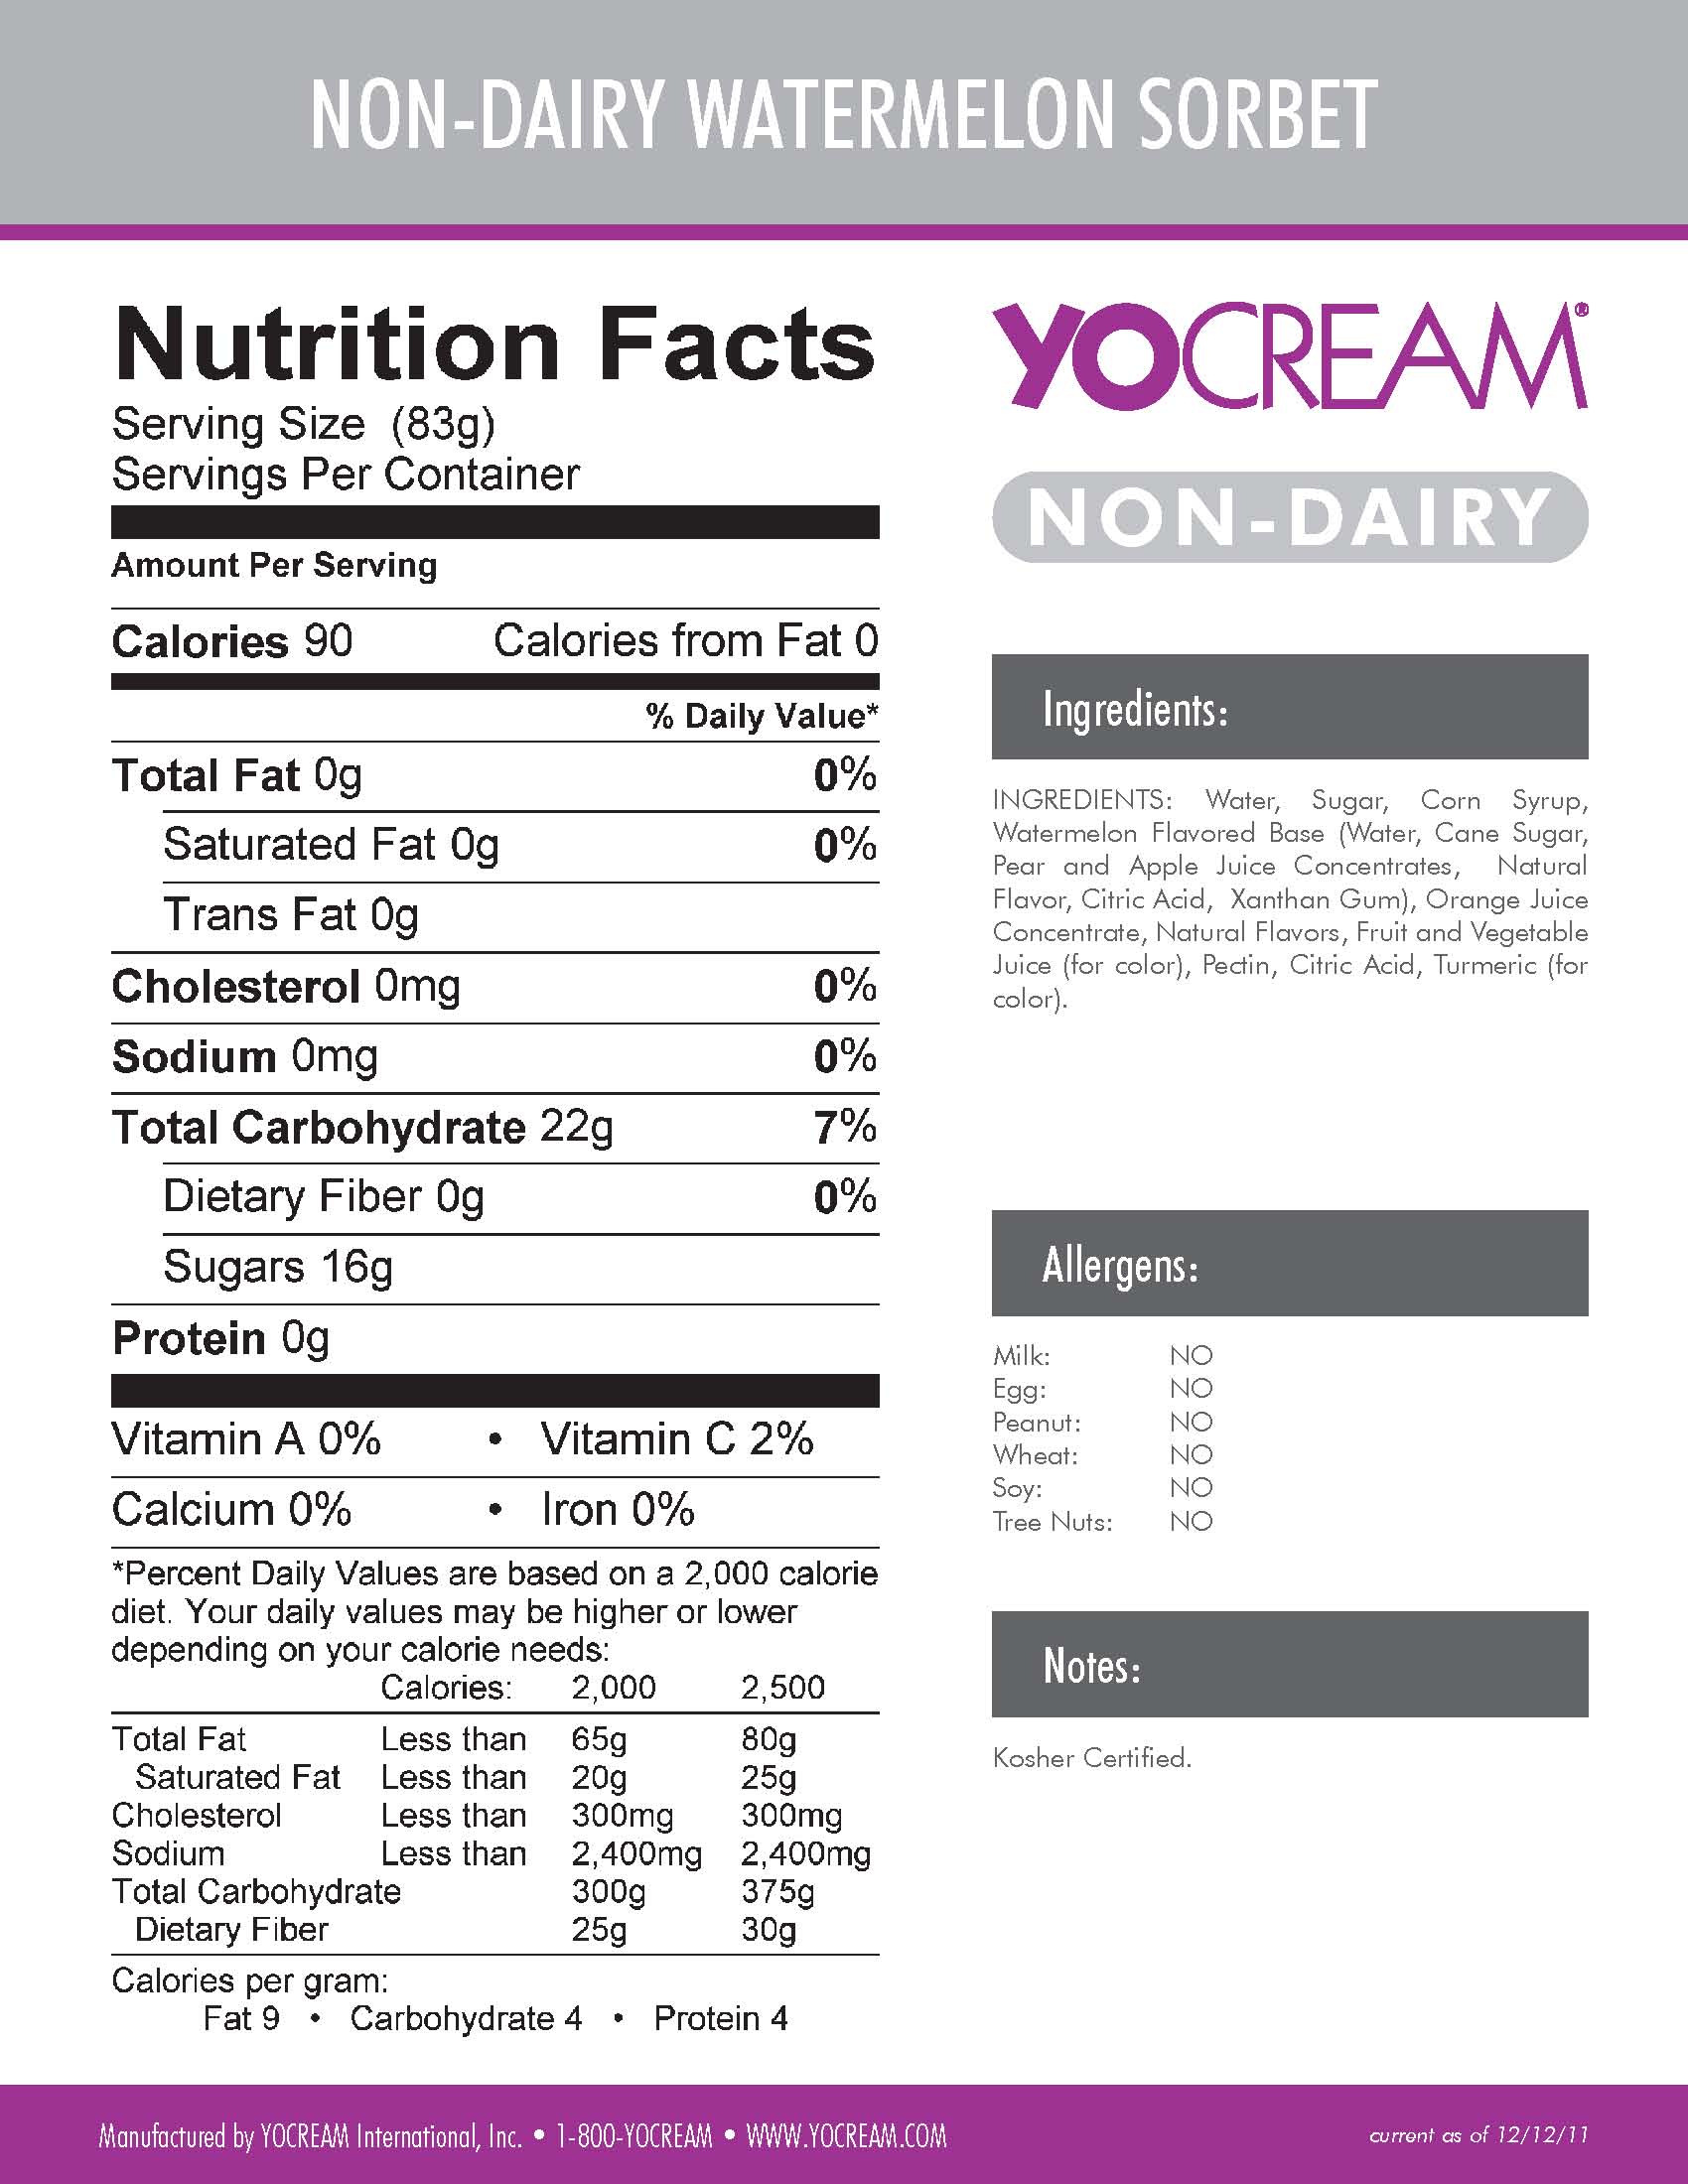 NON-DAIRY WATERMELON SORBET
Nutrition Facts
Serving Size (83g)
Servings Per Container
Amount Per Serving
Calories 90 Calories from Fat 0
% Daily Value*
Total Fat 0g 0%
Saturated Fat 0g 0%
Trans Fat 0g
Cholesterol 0mg 0%
Sodium 0mg 0%
Total Carbohydrate 22g 7%
Dietary Fiber 0g 0%
Sugars 16g
Protein 0g
Vitamin A 0% • Vitamin C 2%
Calcium 0% • Iron 0%
*Percent Daily Values are based on a 2,000 calorie
diet. Your daily values may be higher or lower
depending on your calorie needs:
Calories: 2,000 2,500
Total Fat Less than 65g 80g
Saturated Fat Less than 20g 25g
Cholesterol Less than 300mg 300mg
Sodium Less than 2,400mg 2,400mg
Total Carbohydrate 300g 375g
Dietary Fiber 25g 30g
Calories per gram:
Fat 9 • Carbohydrate 4 • Protein 4
YOCREAM®
NON-DAIRY
Ingredients:
INGREDIENTS: Water, Sugar, Corn Syrup,
Watermelon Flavored Base (Water, Cane Sugar,
Pear and Apple Juice Concentrates, Natural
Flavor, Citric Acid, Xanthan Gum), Orange Juice
Concentrate, Natural Flavors, Fruit and Vegetable
Juice (for color), Pectin, Citric Acid, Turmeric (for
color).
Allergens:
Milk: NO
Egg: NO
Peanut: NO
Wheat: NO
Soy: NO
Tree Nuts: NO
Notes:
Kosher Certified.
Manufactured by YOCREAM International, Inc. • 1-800-YOCREAM • WWW.YOCREAM.COM
current as of 12/12/11